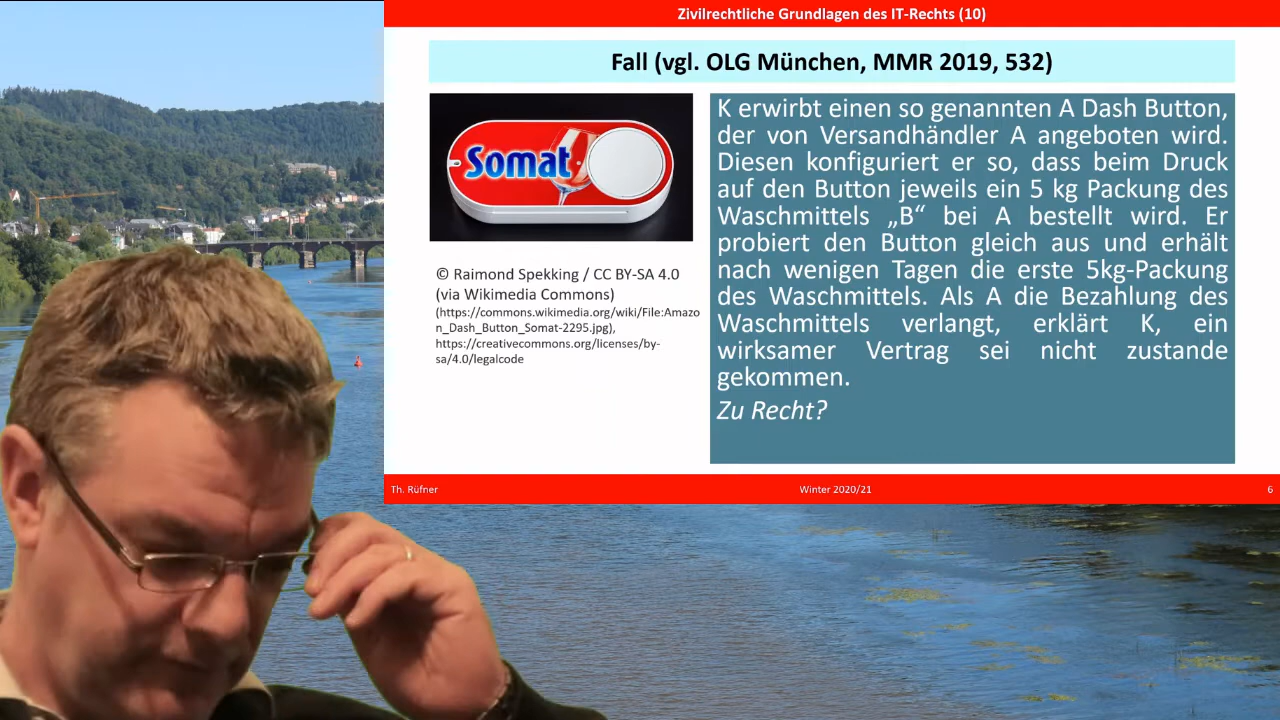 Zivilrechtliche Grundlagen des IT-Rechts (10)
Fall (vgl. OLG München, MMR 2019, 532)
Somat
© Raimond Spekking / CC BY-SA 4.0
(via Wikimedia Commons)
(https://commons.wikimedia.org/wiki/File:Amazo
n_Dash_Button_Somat-2295.jpg),
https://creativecommons.org/licenses/by-
sa/4.0/legalcode
K erwirbt einen so genannten A Dash Button,
der von Versandhändler A angeboten wird.
Diesen konfiguriert er so, dass beim Druck
auf den Button jeweils ein 5 kg Packung des
Waschmittels „B“ bei A bestellt wird. Er
probiert den Button gleich aus und erhält
nach wenigen Tagen die erste 5kg-Packung
des Waschmittels. Als A die Bezahlung des
Waschmittels verlangt, erklärt K, ein
wirksamer Vertrag sei nicht zustande
gekommen.
Zu Recht?
Th. Rüfner
Winter 2020/21
6